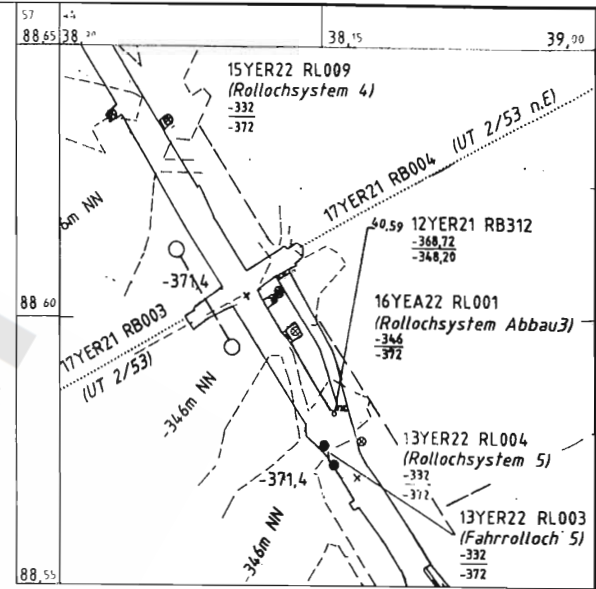 57
88,65
38,15
39,00
15YER22 RL009
(Rollochsystem 4)
-332
-372
17YER21 RB004 (UT 2/53 n.E)
40,59 12YER21 RB312
-368,72
-348,20
-371,4
88 60
16YEA22 RL001
(Rollochsystem Abbau3)
-346
-372
17YER21 RB003
(UT 2/53)
-346m NN
13YER22 RL004
(Rollochsystem 5)
-332
-372
-371,4
13YER22 RL003
(Fahrrolloch 5)
-332
-372
-346m NN
88,55